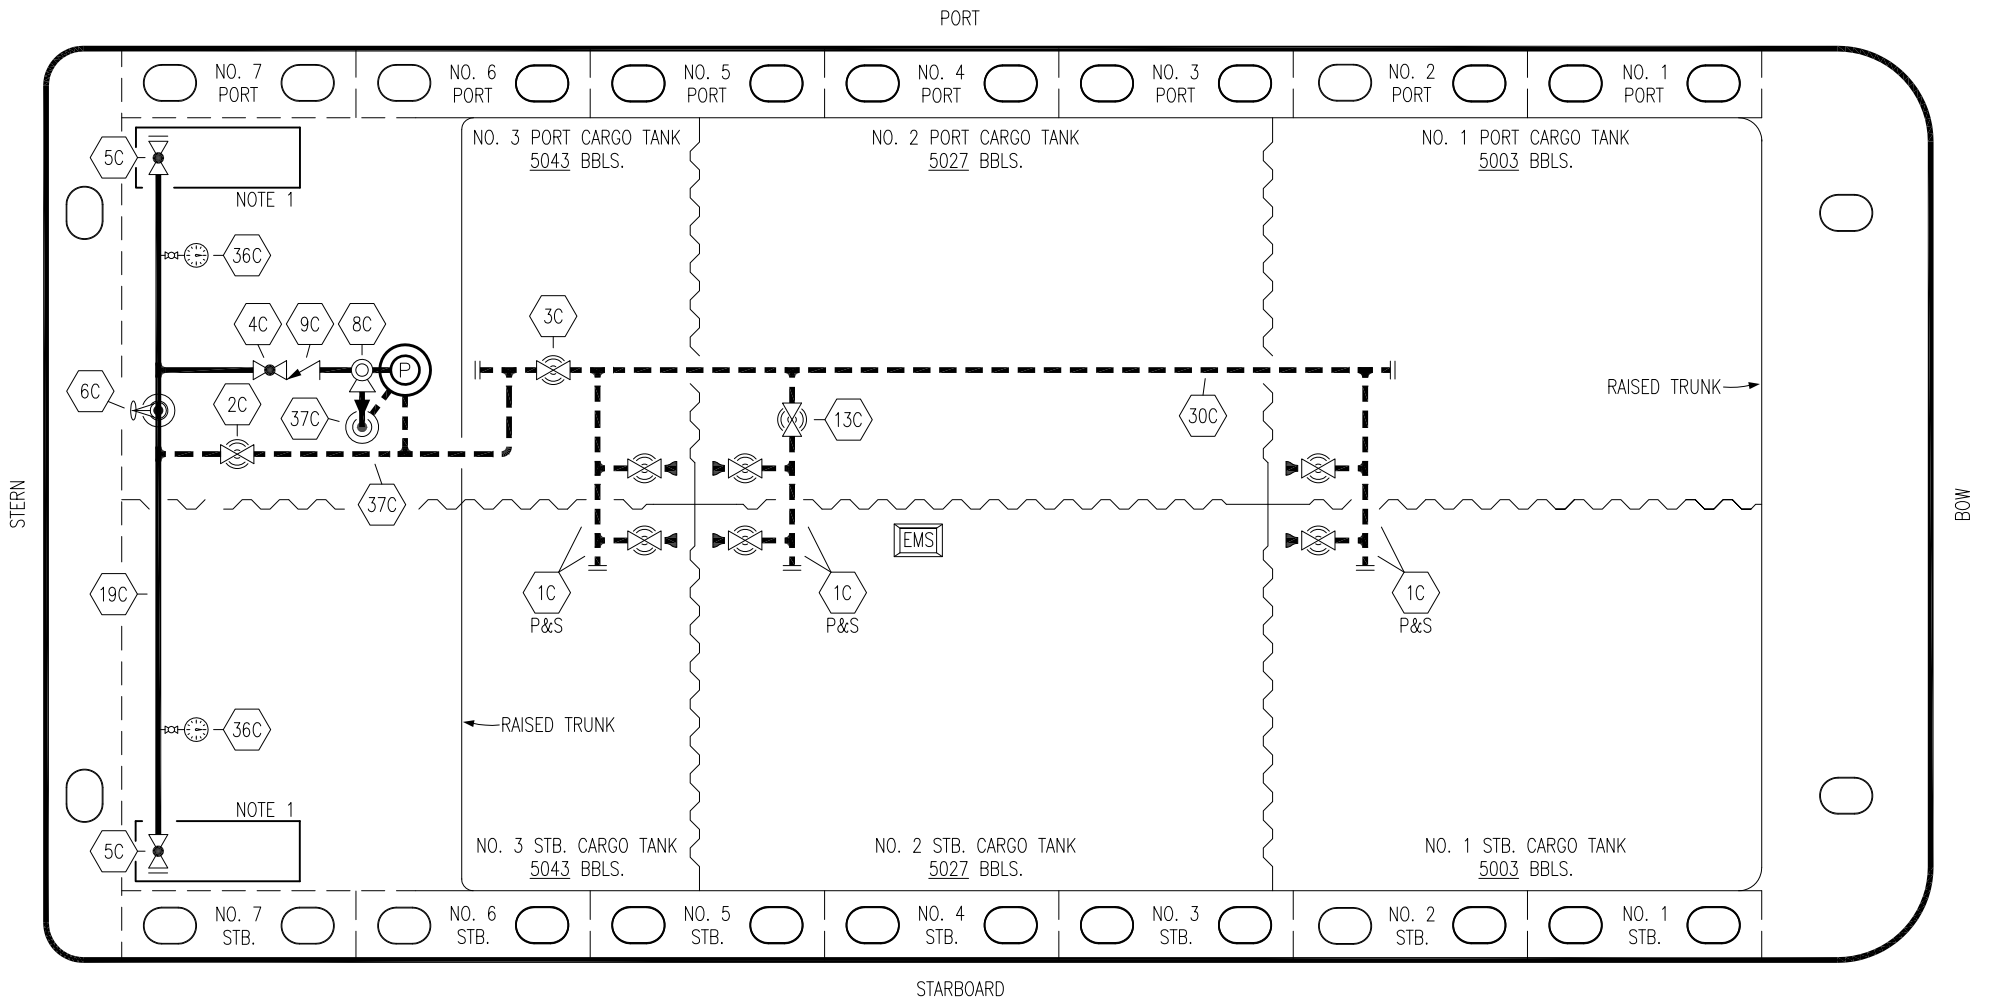 PORT
NO. 7
PORT
NO. 6
PORT
NO. 5
PORT
NO. 4
PORT
NO. 3
PORT
NO. 2
PORT
NO. 1
PORT
NO. 3 PORT CARGO TANK
5043 BBLS.
NO. 2 PORT CARGO TANK
5027 BBLS.
NO. 1 PORT CARGO TANK
5003 BBLS.
5C
NOTE 1
36C
4C
9C
8C
3C
P
6C
2C
37C
13C
30C
RAISED TRUNK
37C
STERN
BOW
EMS
19C
1C
P&S
1C
P&S
1C
P&S
36C
RAISED TRUNK
NOTE 1
5C
NO. 3 STB. CARGO TANK
5043 BBLS.
NO. 2 STB. CARGO TANK
5027 BBLS.
NO. 1 STB. CARGO TANK
5003 BBLS.
NO. 7
STB.
NO. 6
STB.
NO. 5
STB.
NO. 4
STB.
NO. 3
STB.
NO. 2
STB.
NO. 1
STB.
STARBOARD